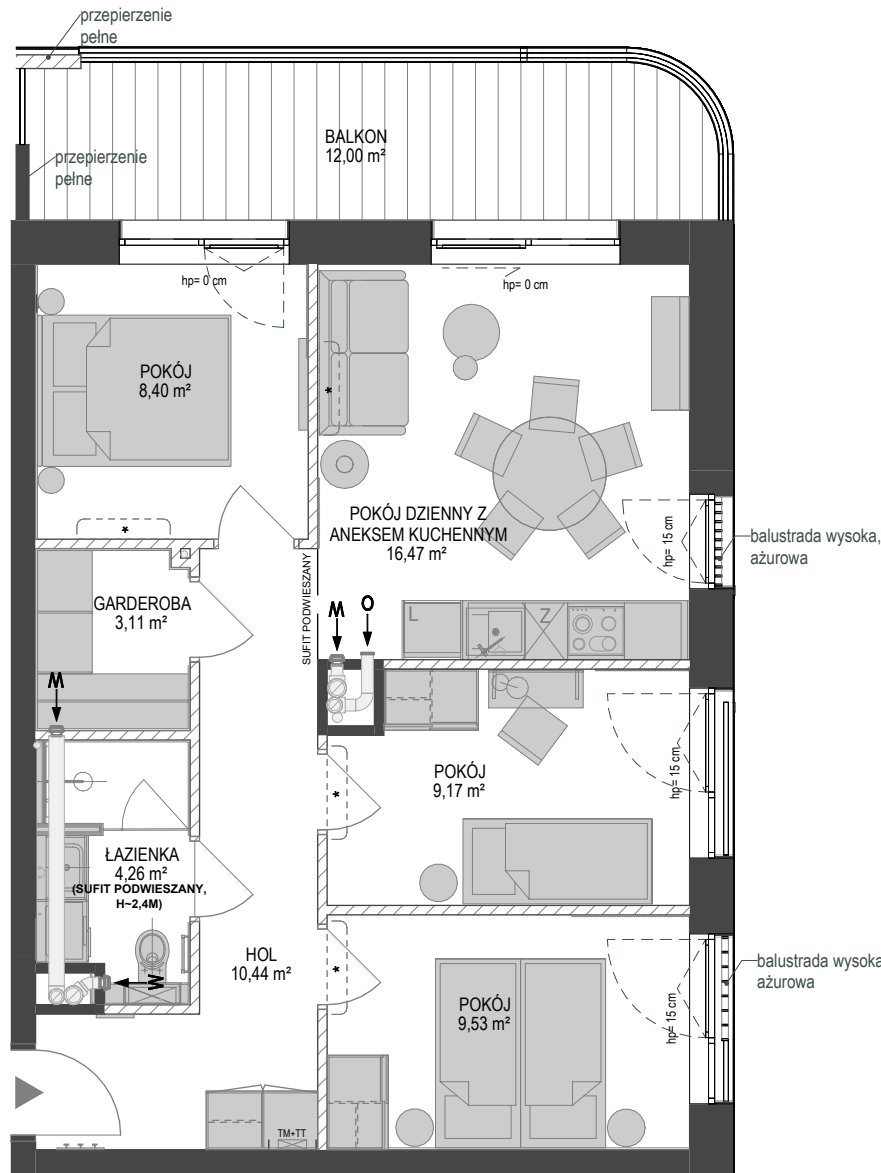 przepierzenie
pełne
BALKON
12,00 m²
przepierzenie
pełne
hp= 0 cm
hp= 0 cm
POKÓJ
8,40 m²
*
*
POKÓJ DZIENNY Z
ANEKSEM KUCHENNYM
16,47 m²
hp= 15 cm
balustrada wysoka,
ażurowa
SUFIT PODWIESZANY
GARDEROBA
3,11 m²
M
O
L
Z
M
POKÓJ
9,17 m²
hp= 15 cm
*
ŁAZIENKA
4,26 m²
(SUFIT PODWIESZANY,
H~2,4M)
W
HOL
10,44 m²
*
POKÓJ
9,53 m²
hp= 15 cm
balustrada wysoka
ażurowa
TM+TT